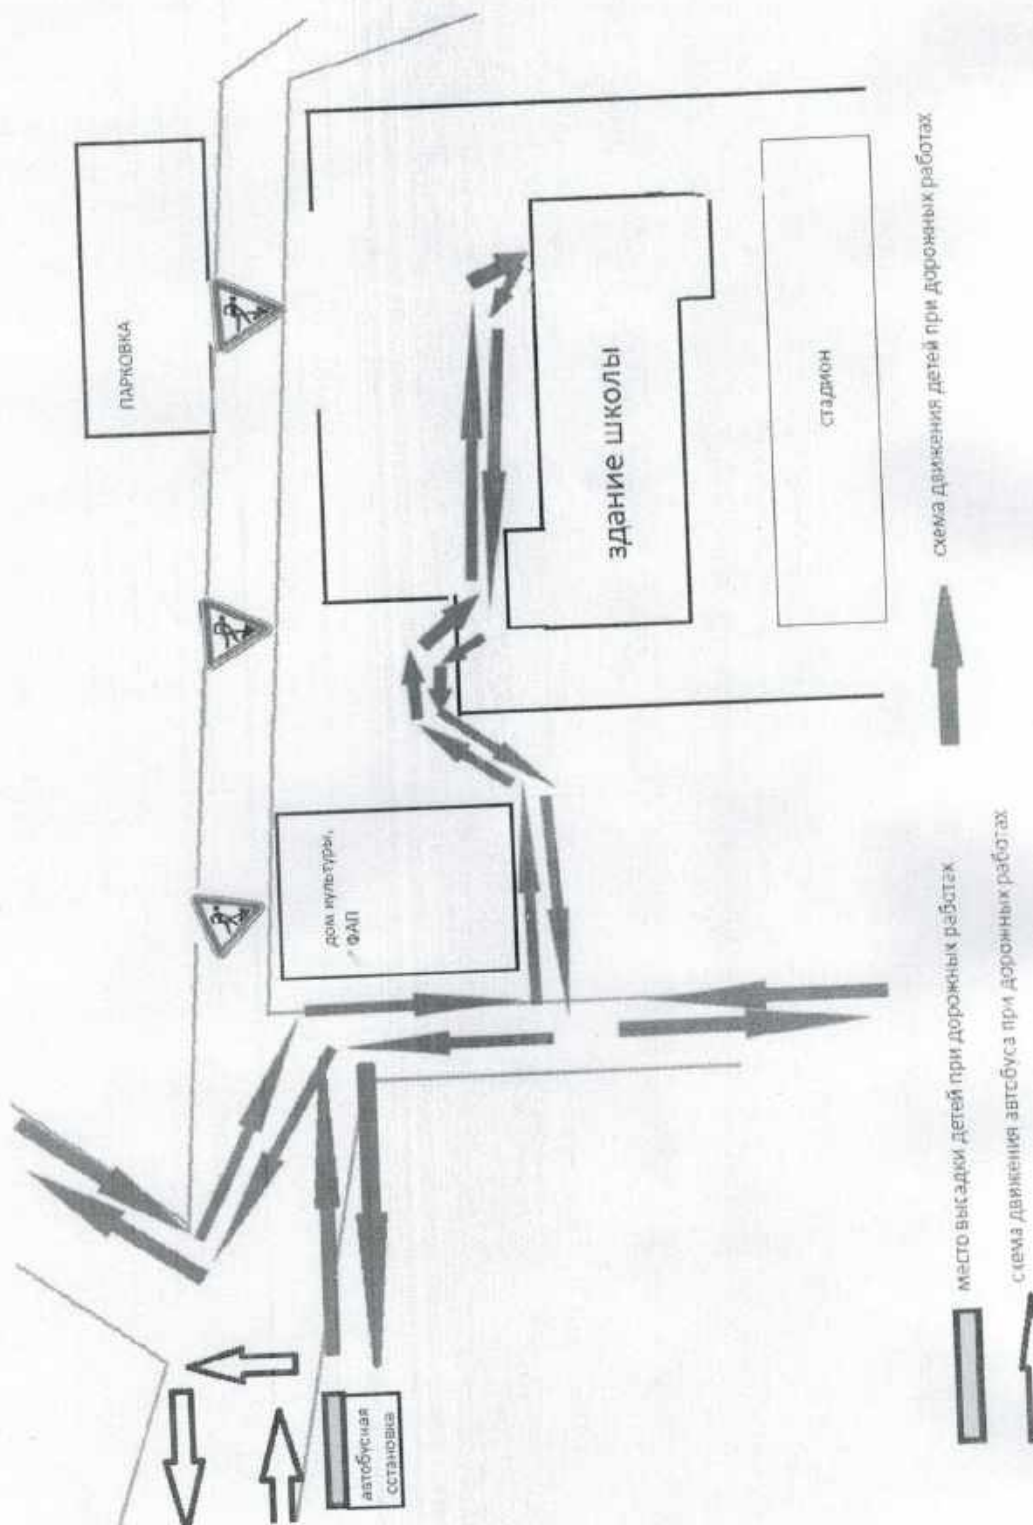 ПАРКОВКА
дом культуры,
ФАП
здание школы
стадион
автобусная
остановка
место высадки детей при дорожных работах
схема движения детей при дорожных работах
схема движения автобуса при дорожных работах